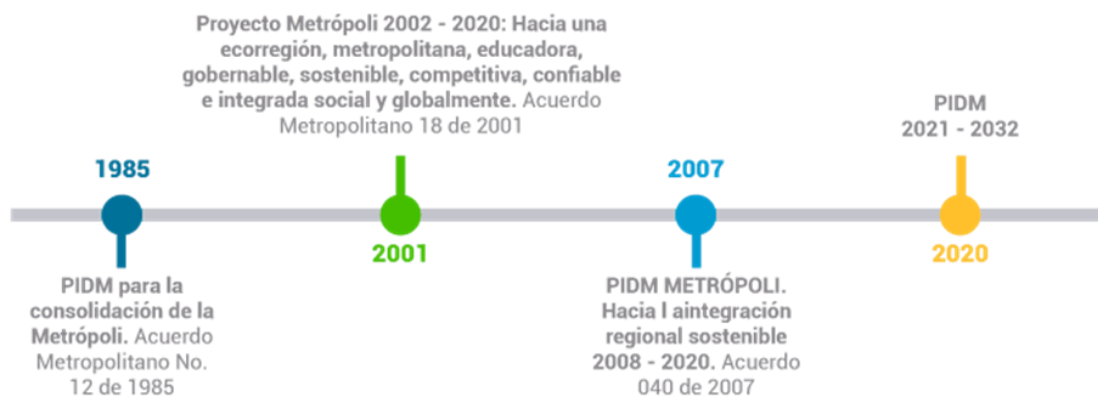 1985
PIDM para la
consolidación de la
Metrópoli. Acuerdo
Metropolitano No.
12 de 1985
Proyecto Metrópoli 2002 - 2020: Hacia una
ecorregión, metropolitana, educadora,
gobernable, sostenible, competitiva, confiable
e integrada social y globalmente. Acuerdo
Metropolitano 18 de 2001
2001
2007
PIDM METRÓPOLI.
Hacia l aintegración
regional sostenible
2008 - 2020. Acuerdo
040 de 2007
PIDM
2021 - 2032
2020